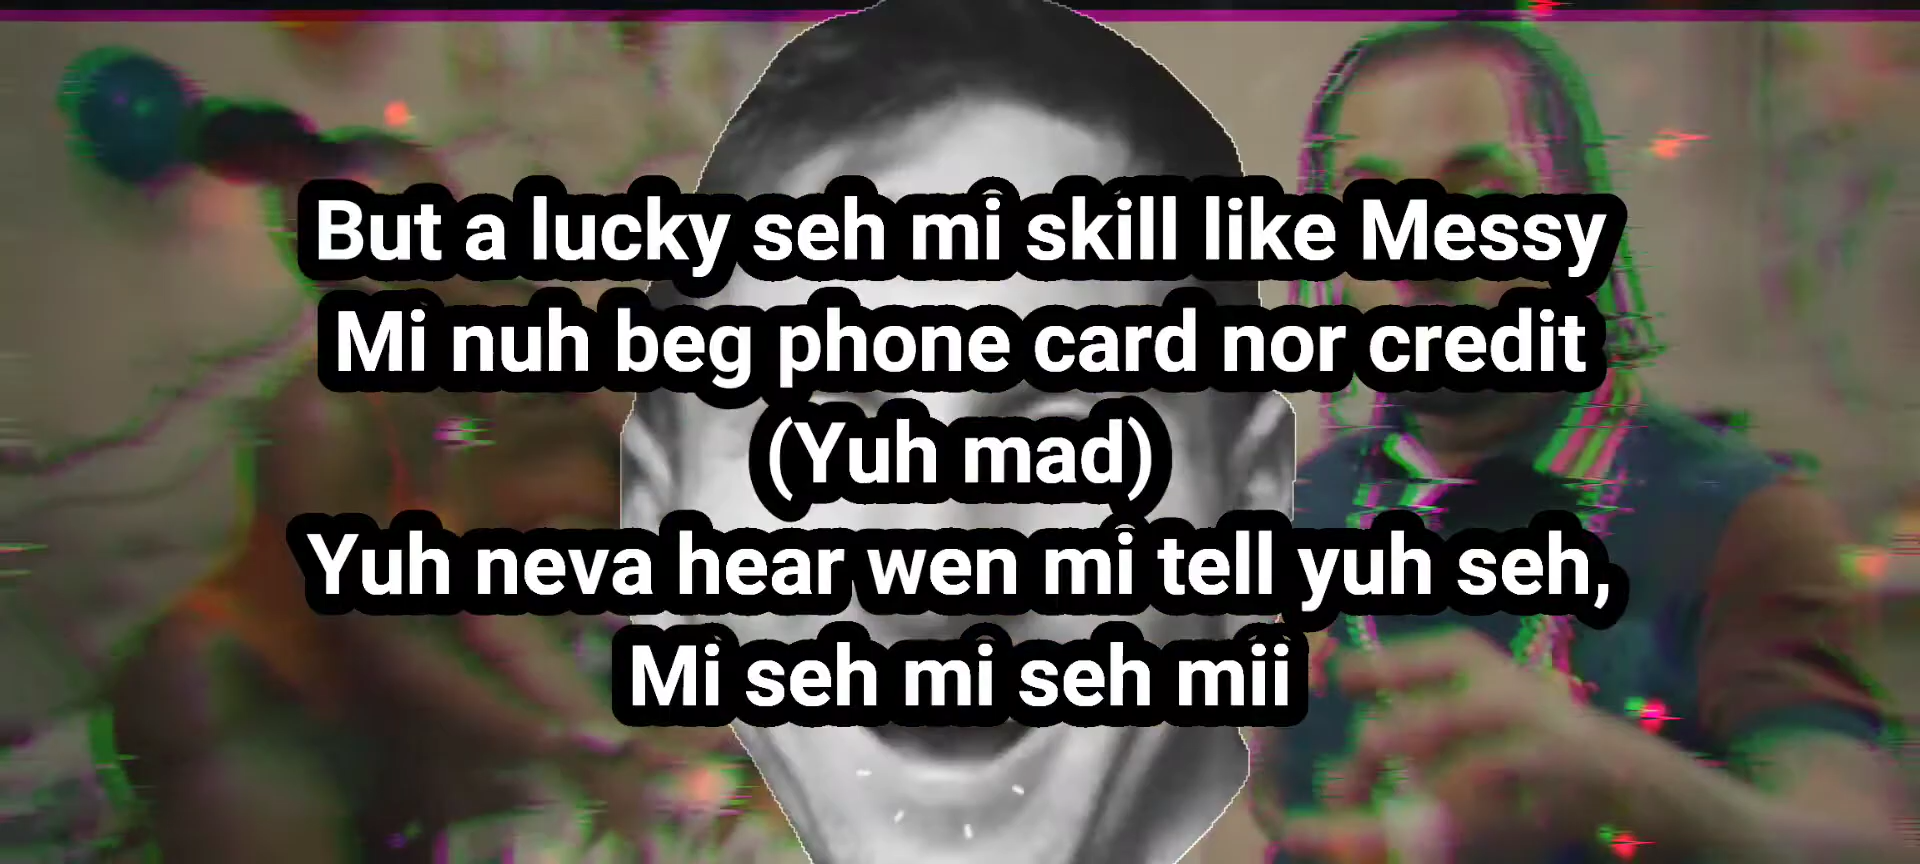 But a lucky seh mi skill like Messy
Mi nuh beg phone card nor credit
(Yuh mad)
Yuh neva hear wen mi tell yuh seh,
Mi seh mi seh mii